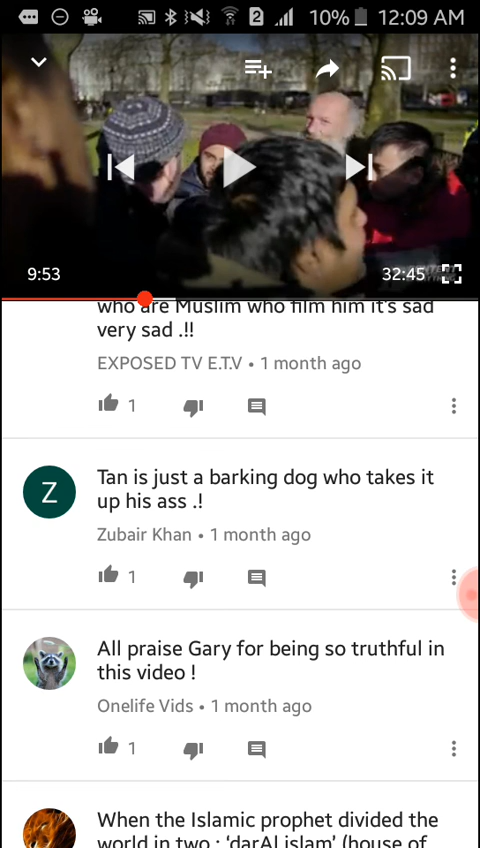 2
10%
12:09 AM
9:53
32:45
who are Muslim who film him it's sad
very sad .!!
EXPOSED TV E.T.V • 1 month ago
1
Z
Tan is just a barking dog who takes it
up his ass .!
Zubair Khan • 1 month ago
1
All praise Gary for being so truthful in
this video !
Onelife Vids • 1 month ago
1
When the Islamic prophet divided the
world in two : 'darAl islam' (house of